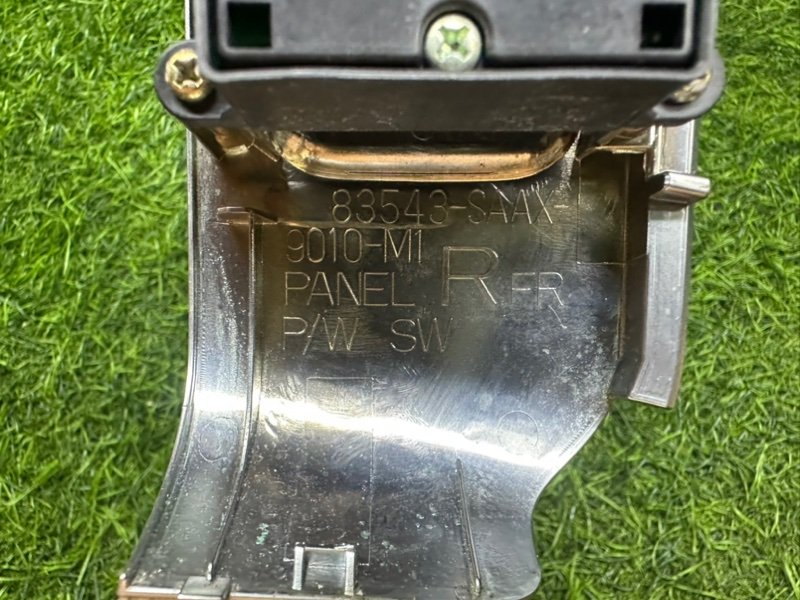 83543-SAAX-
9010-M1
PANEL R FR
P/W SW